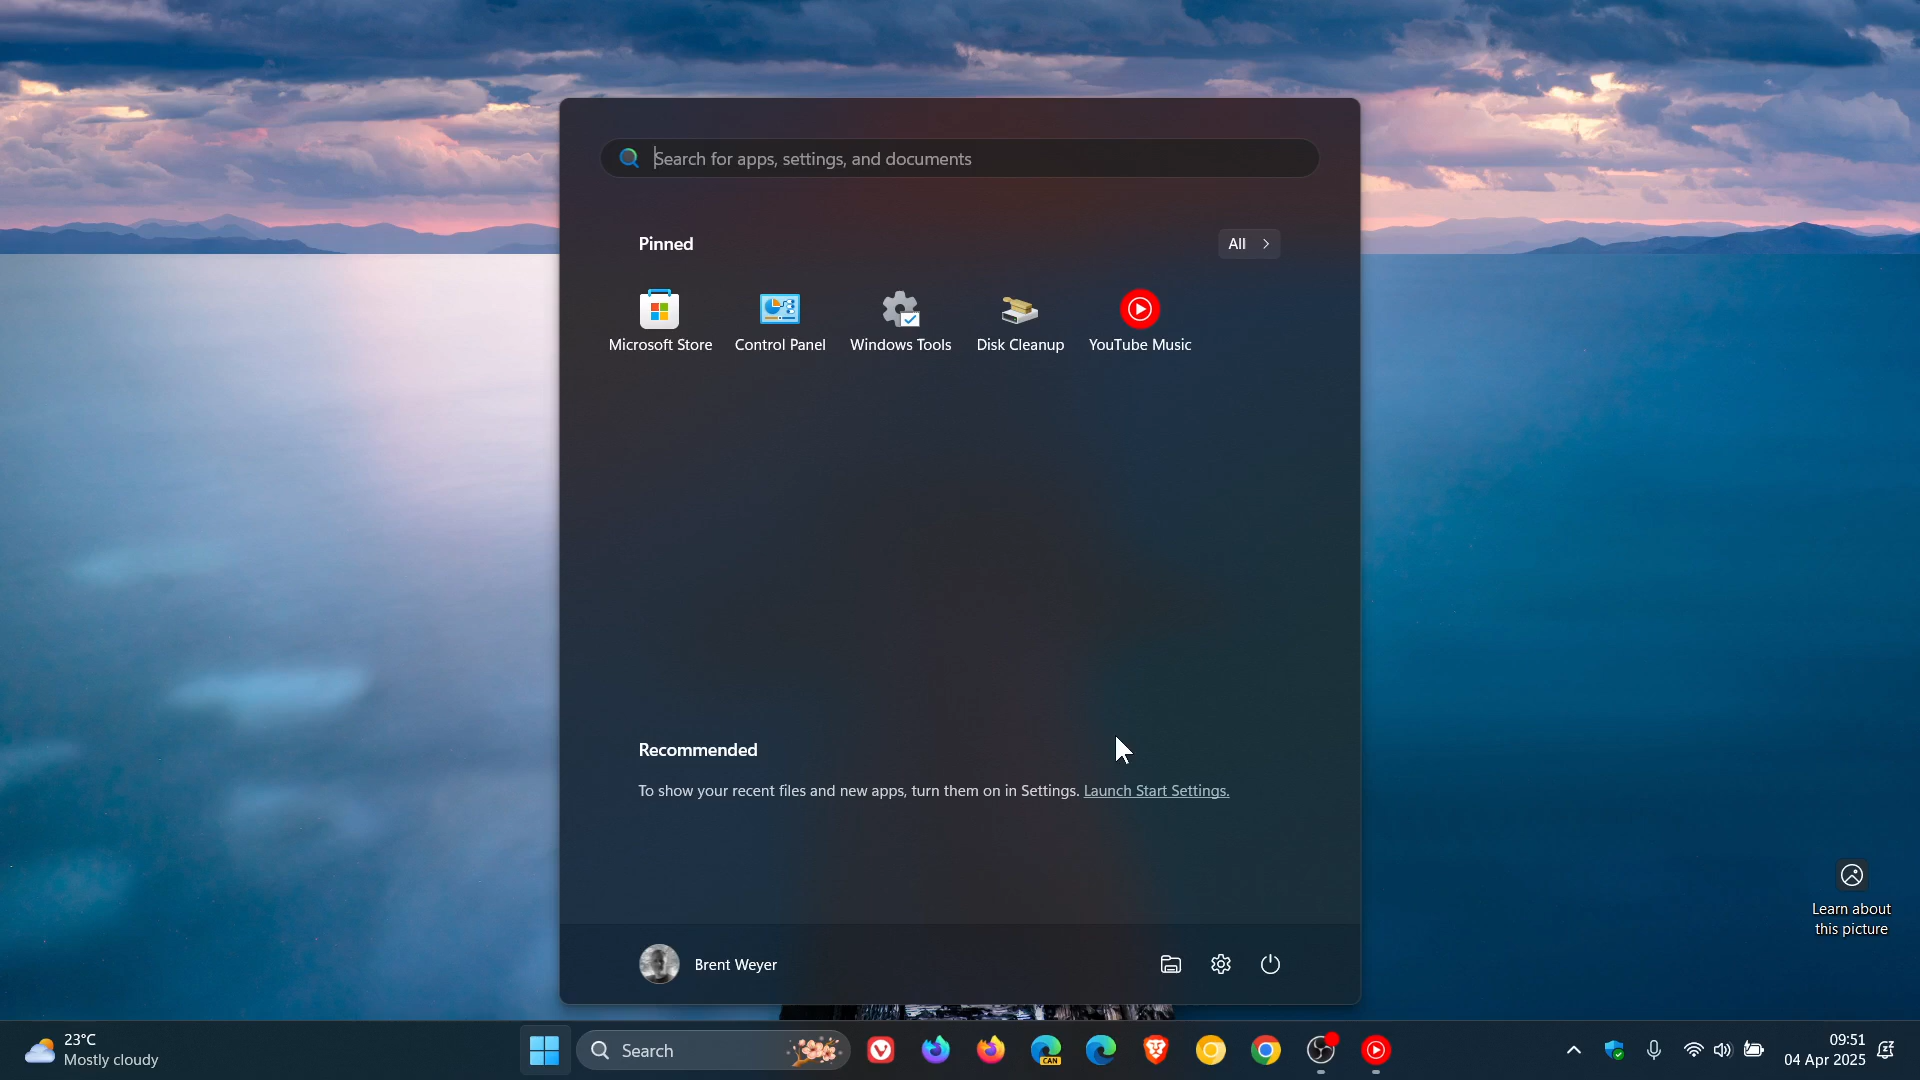 Search for apps, settings, and documents
Pinned
All
Microsoft Store
Control Panel
Windows Tools
Disk Cleanup
YouTube Music
Recommended
To show your recent files and new apps, turn them on in Settings. Launch Start Settings.
Learn about
this picture
Brent Weyer
23°C
Mostly cloudy
Search
CAN
09:51
04 Apr 2025